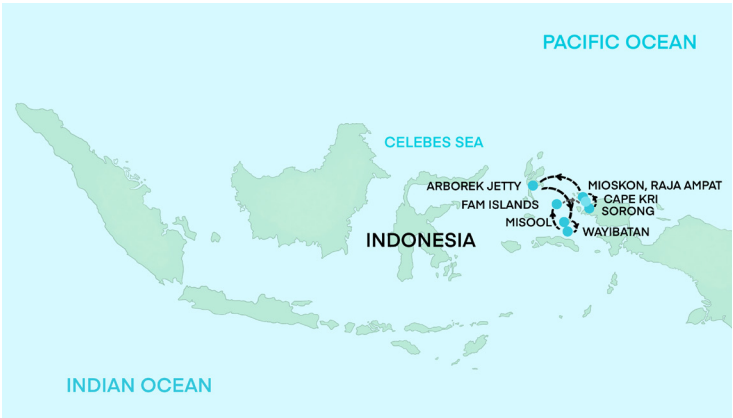 PACIFIC OCEAN
CELEBES SEA
ARBOREK JETTY
MIOSKON, RAJA AMPAT
CAPE KRI
FAM ISLANDS
SORONG
MISOOL
WAYIBATAN
INDONESIA
INDIAN OCEAN